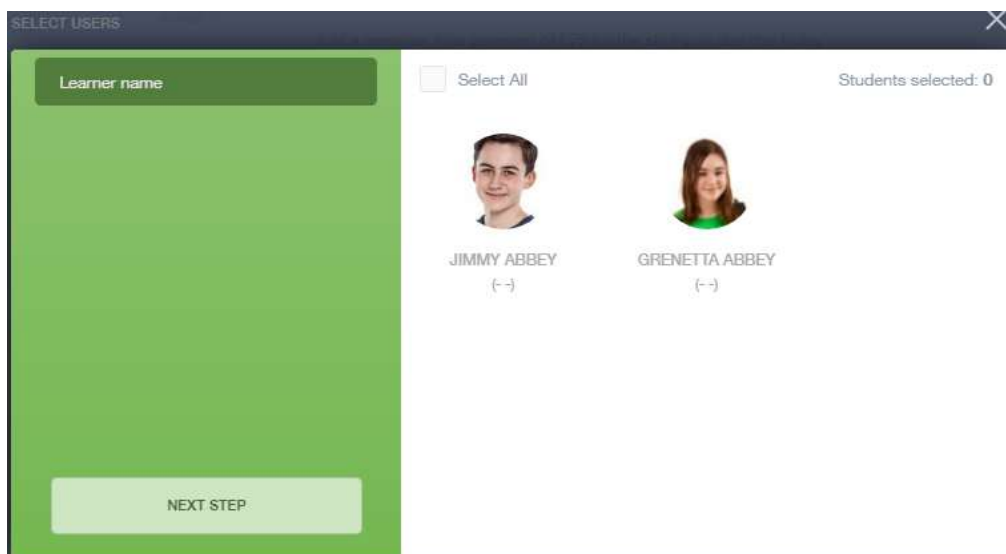 SELECT USERS
Learner name
Select All
Students selected: 0
JIMMY ABBEY
(- -)
GRENETTA ABBEY
(- -)
NEXT STEP